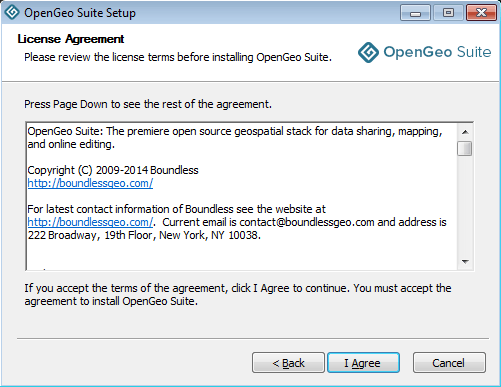 OpenGeo Suite Setup
License Agreement
Please review the license terms before installing OpenGeo Suite.
OpenGeo Suite
Press Page Down to see the rest of the agreement.
OpenGeo Suite: The premiere open source geospatial stack for data sharing, mapping,
and online editing.
Copyright (C) 2009-2014 Boundless
http://boundlessgeo.com/
For latest contact information of Boundless see the website at
http://boundlessgeo.com/.  Current email is contact@boundlessgeo.com and address is
222 Broadway, 19th Floor, New York, NY 10038.
If you accept the terms of the agreement, click I Agree to continue. You must accept the
agreement to install OpenGeo Suite.
< Back
I Agree
Cancel